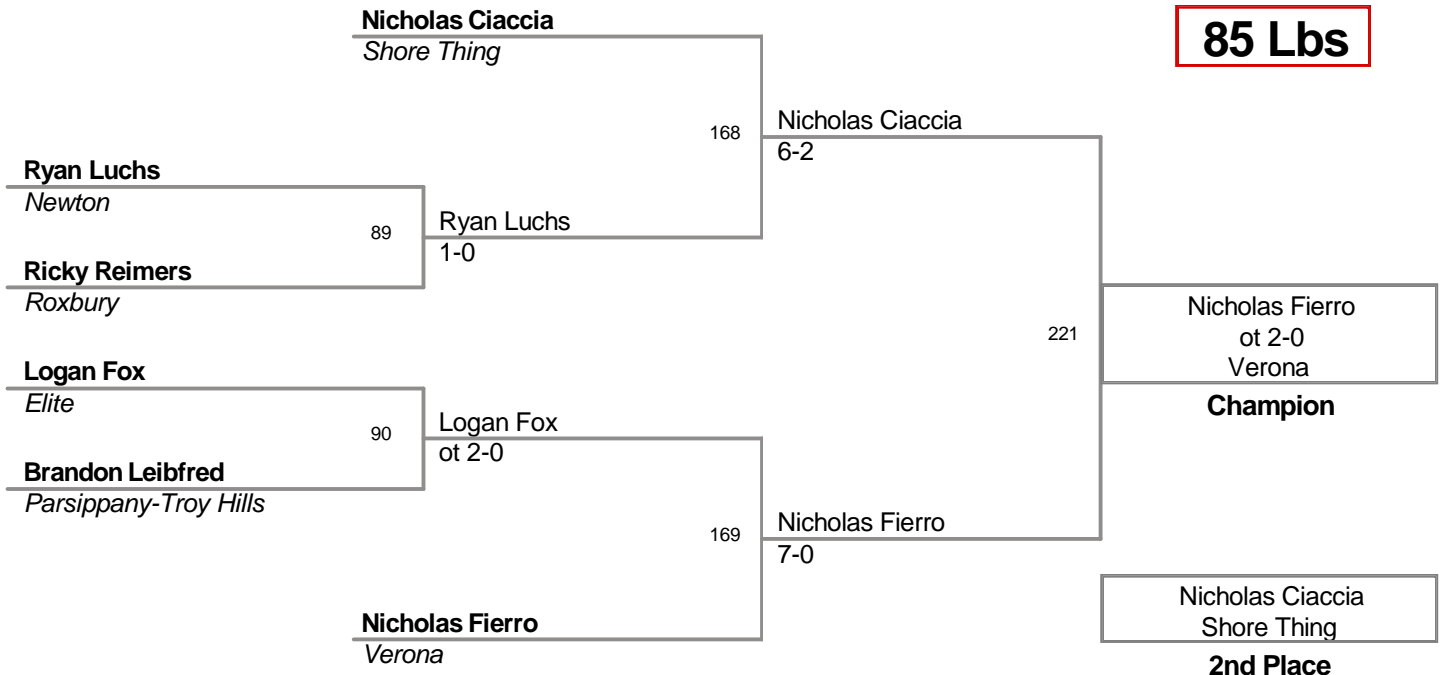 Nicholas Ciaccia
Shore Thing
85 Lbs
168
Nicholas Ciaccia
6-2
Ryan Luchs
Newton
89
Ryan Luchs
1-0
Ricky Reimers
Roxbury
Nicholas Fierro
ot 2-0
Verona
Champion
221
Logan Fox
Elite
90
Logan Fox
ot 2-0
Brandon Leibfred
Parsippany-Troy Hills
169
Nicholas Fierro
7-0
Nicholas Fierro
Verona
Nicholas Ciaccia
Shore Thing
2nd Place